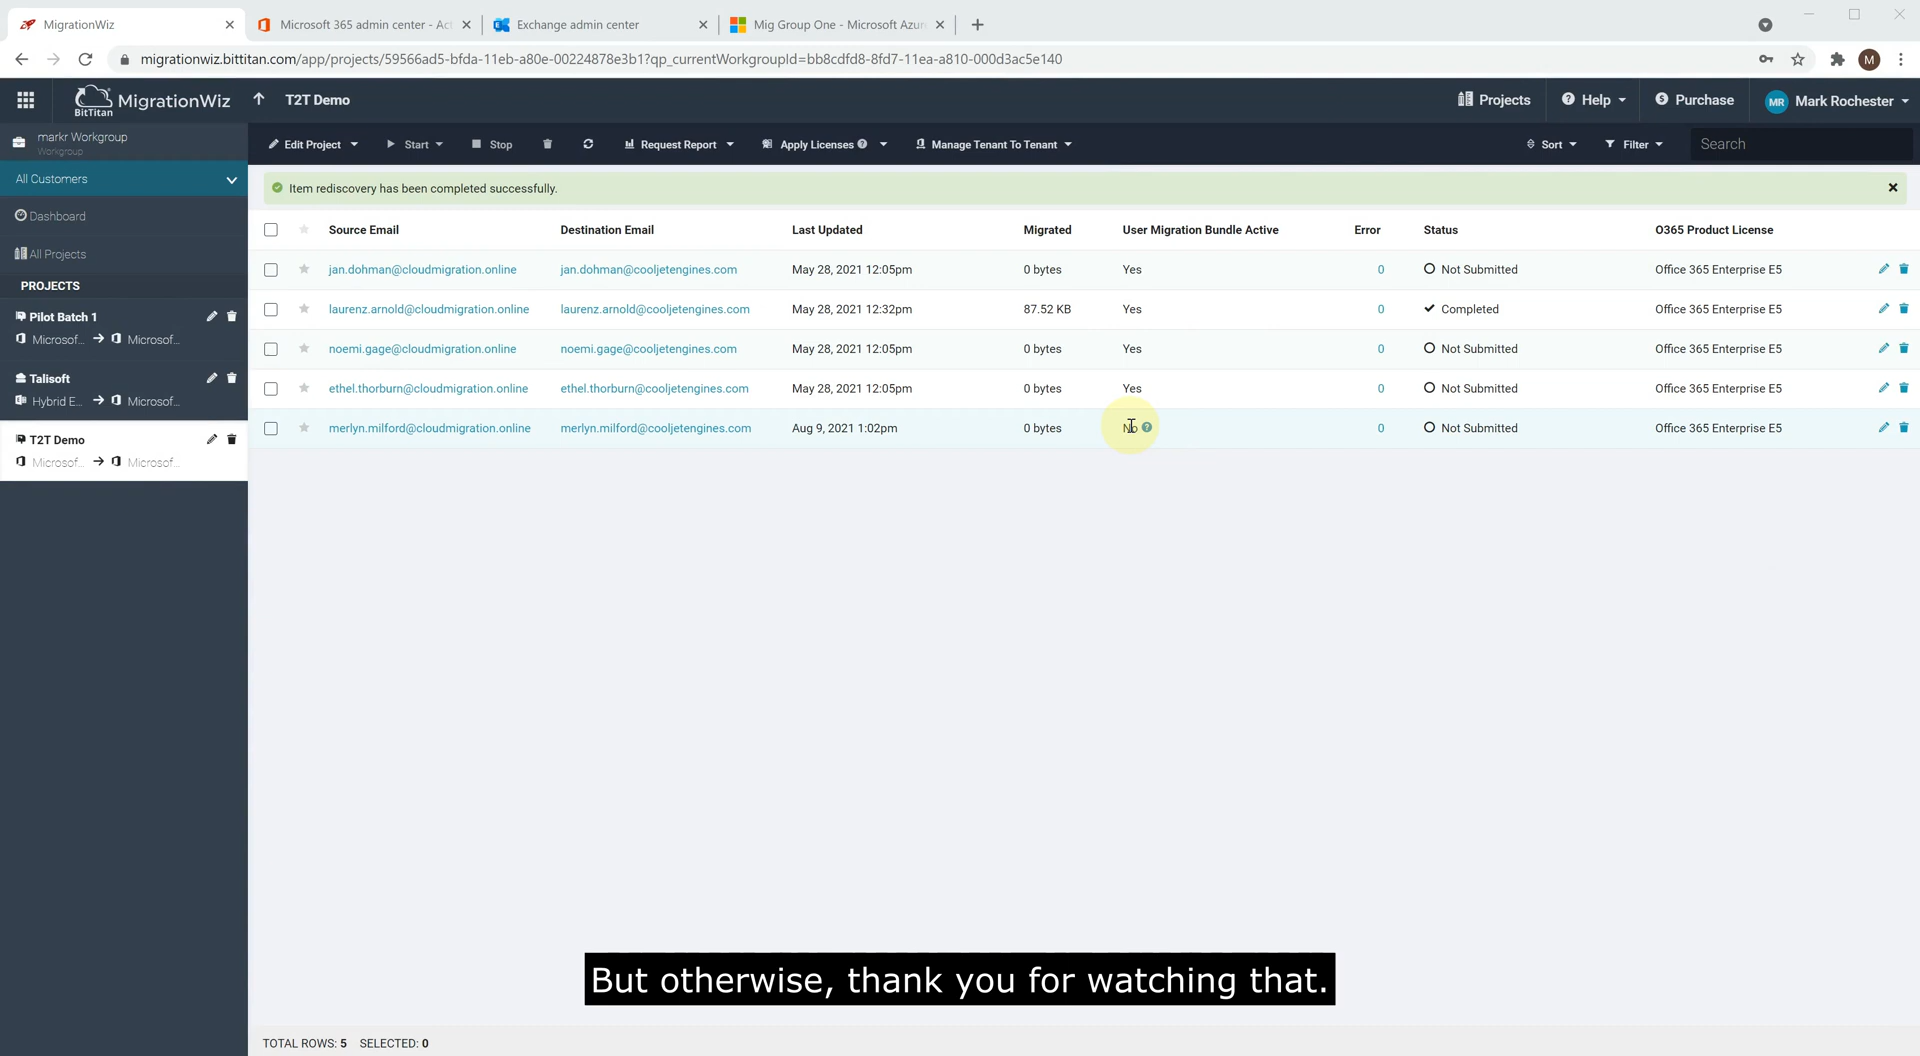 MigrationWiz
Microsoft 365 admin center - Act
Exchange admin center
Mig Group One - Microsoft Azur
migrationwiz.bittitan.com/app/projects/59566ad5-bfda-11eb-a80e-00224878e3b1?qp_currentWorkgroupId=bb8cdfd8-8fd7-11ea-a810-000d3ac5e140
M
BitTitan MigrationWiz
T2T Demo
Projects
Help
Purchase
MR Mark Rochester
markr Workgroup
Workgroup
Edit Project
Start
Stop
Request Report
Apply Licenses
Manage Tenant To Tenant
Sort
Filter
Search
All Customers
Dashboard
All Projects
PROJECTS
Pilot Batch 1
Microsof... Microsof...
Talisoft
Hybrid E... Microsof...
T2T Demo
Microsof... Microsof...
Item rediscovery has been completed successfully.
Source Email Destination Email Last Updated Migrated User Migration Bundle Active Error Status O365 Product License
jan.dohman@cloudmigration.online jan.dohman@cooljetengines.com May 28, 2021 12:05pm 0 bytes Yes 0 Not Submitted Office 365 Enterprise E5
laurenz.arnold@cloudmigration.online laurenz.arnold@cooljetengines.com May 28, 2021 12:32pm 87.52 KB Yes 0 Completed Office 365 Enterprise E5
noemi.gage@cloudmigration.online noemi.gage@cooljetengines.com May 28, 2021 12:05pm 0 bytes Yes 0 Not Submitted Office 365 Enterprise E5
ethel.thorburn@cloudmigration.online ethel.thorburn@cooljetengines.com May 28, 2021 12:05pm 0 bytes Yes 0 Not Submitted Office 365 Enterprise E5
merlyn.milford@cloudmigration.online merlyn.milford@cooljetengines.com Aug 9, 2021 1:02pm 0 bytes No 0 Not Submitted Office 365 Enterprise E5
But otherwise, thank you for watching that.
TOTAL ROWS: 5 SELECTED: 0